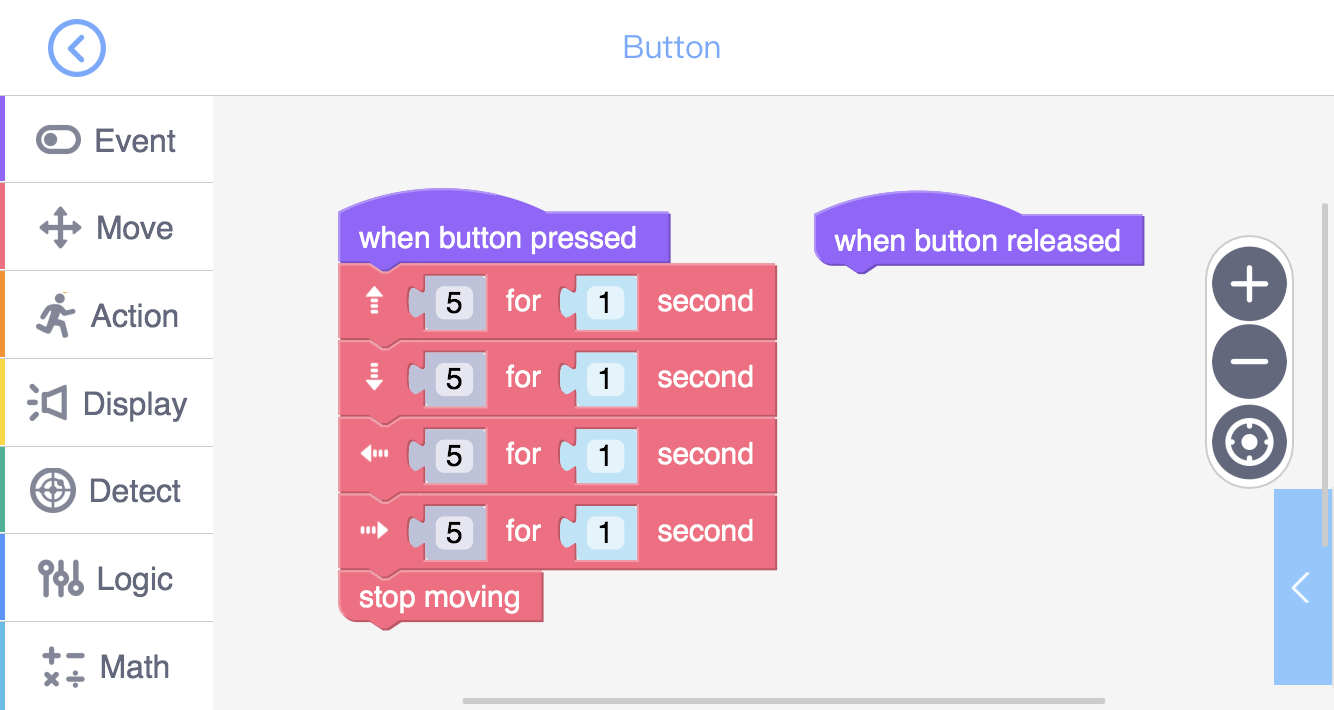 Button
Event
Move
Action
Display
Detect
Logic
Math
when button pressed
5 for 1 second
5 for 1 second
5 for 1 second
5 for 1 second
stop moving
when button released